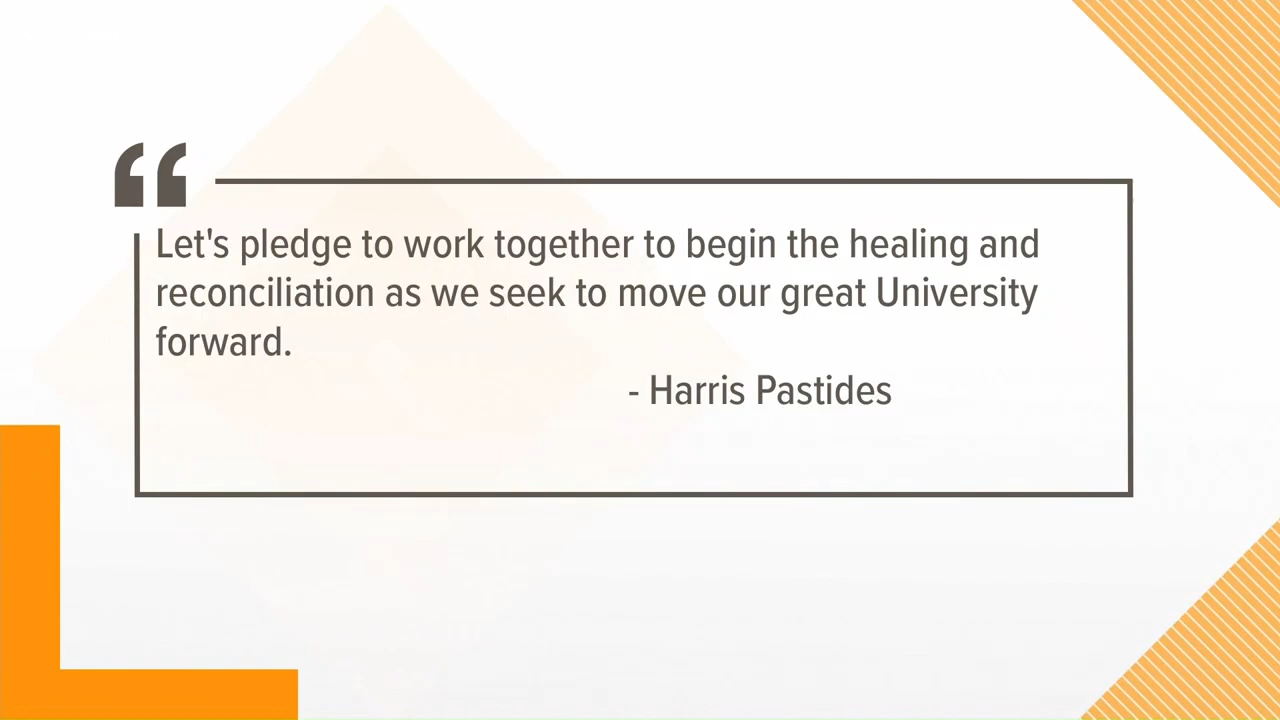 “
Let's pledge to work together to begin the healing and
reconciliation as we seek to move our great University
forward.
- Harris Pastides